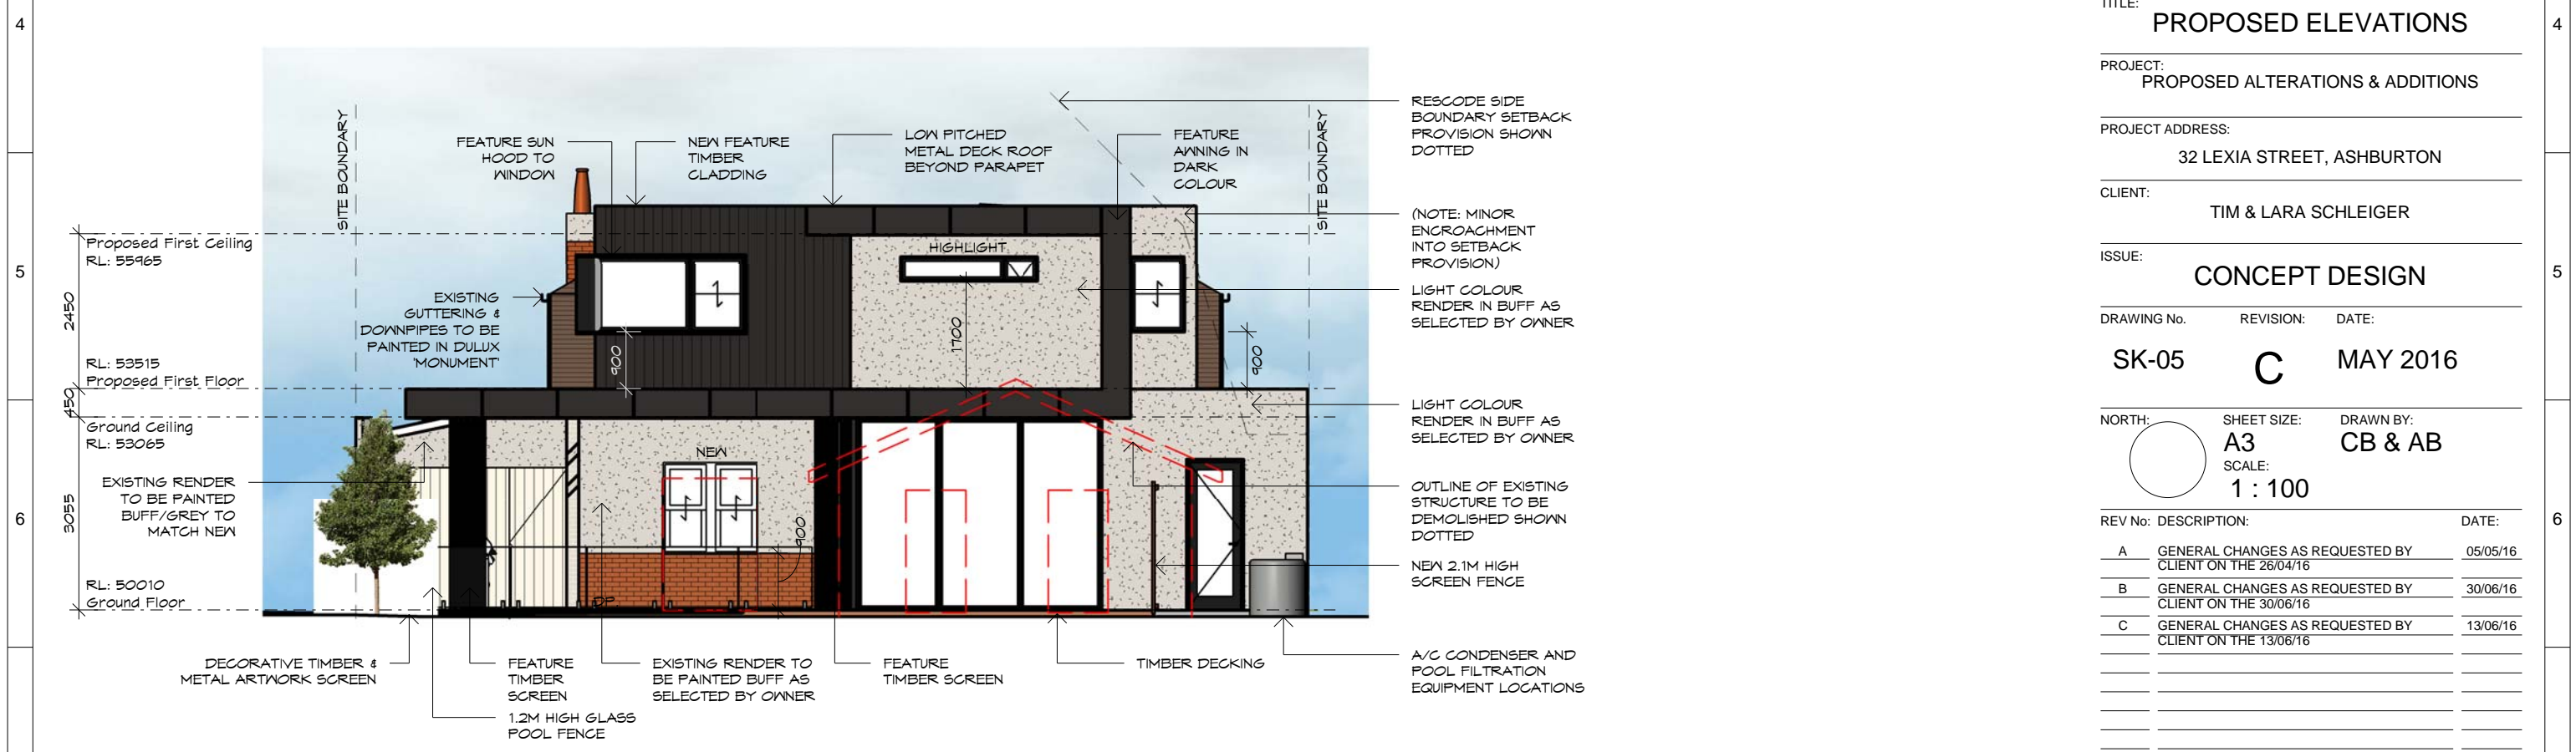 4
5
6
SITE BOUNDARY
FEATURE SUN
HOOD TO
WINDOW
NEW FEATURE
TIMBER
CLADDING
LOW PITCHED
METAL DECK ROOF
BEYOND PARAPET
FEATURE
AWNING IN
DARK
COLOUR
SITE BOUNDARY
RESCODE SIDE
BOUNDARY SETBACK
PROVISION SHOWN
DOTTED
(NOTE: MINOR
ENCROACHMENT
INTO SETBACK
PROVISION)
LIGHT COLOUR
RENDER IN BUFF AS
SELECTED BY OWNER
LIGHT COLOUR
RENDER IN BUFF AS
SELECTED BY OWNER
OUTLINE OF EXISTING
STRUCTURE TO BE
DEMOLISHED SHOWN
DOTTED
NEW 2.1M HIGH
SCREEN FENCE
A/C CONDENSER AND
POOL FILTRATION
EQUIPMENT LOCATIONS
Proposed First Ceiling
RL: 55965
2450
RL: 53515
Proposed First Floor
450
Ground Ceiling
RL: 53065
3055
RL: 50010
Ground Floor
EXISTING
GUTTERING &
DOWNPIPES TO BE
PAINTED IN DULUX
'MONUMENT'
EXISTING RENDER
TO BE PAINTED
BUFF/GREY TO
MATCH NEW
HIGHLIGHT
900
1700
900
NEW
900
DP
DECORATIVE TIMBER &
METAL ARTWORK SCREEN
FEATURE
TIMBER
SCREEN
1.2M HIGH GLASS
POOL FENCE
EXISTING RENDER TO
BE PAINTED BUFF AS
SELECTED BY OWNER
FEATURE
TIMBER SCREEN
TIMBER DECKING
TITLE:
PROPOSED ELEVATIONS
PROJECT:
PROPOSED ALTERATIONS & ADDITIONS
PROJECT ADDRESS:
32 LEXIA STREET, ASHBURTON
CLIENT:
TIM & LARA SCHLEIGER
ISSUE:
CONCEPT DESIGN
DRAWING No. REVISION: DATE:
SK-05 C MAY 2016
NORTH: SHEET SIZE: DRAWN BY:
A3 CB & AB
SCALE:
1 : 100
REV No: DESCRIPTION: DATE:
A GENERAL CHANGES AS REQUESTED BY 05/05/16
CLIENT ON THE 26/04/16
B GENERAL CHANGES AS REQUESTED BY 30/06/16
CLIENT ON THE 30/06/16
C GENERAL CHANGES AS REQUESTED BY 13/06/16
CLIENT ON THE 13/06/16
4
5
6